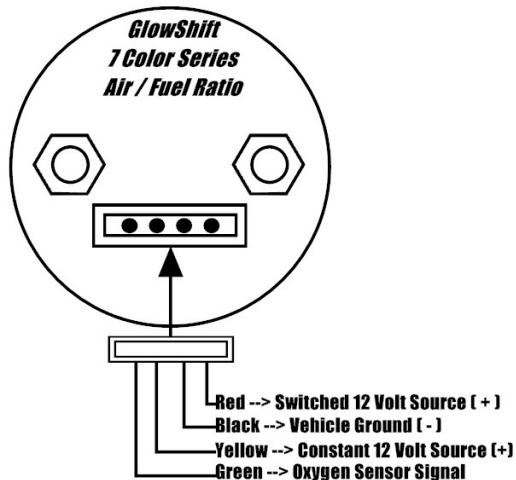 GlowShift
7 Color Series
Air / Fuel Ratio
Red --> Switched 12 Volt Source ( + )
Black --> Vehicle Ground ( - )
Yellow --> Constant 12 Volt Source (+)
Green --> Oxygen Sensor Signal